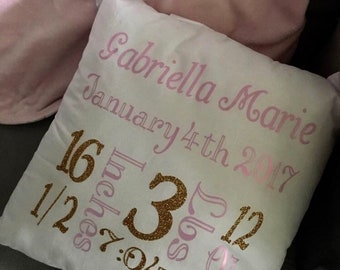 Gabriella Marie
January 4th 2017
16 1/2 Inches
3 Lbs
12